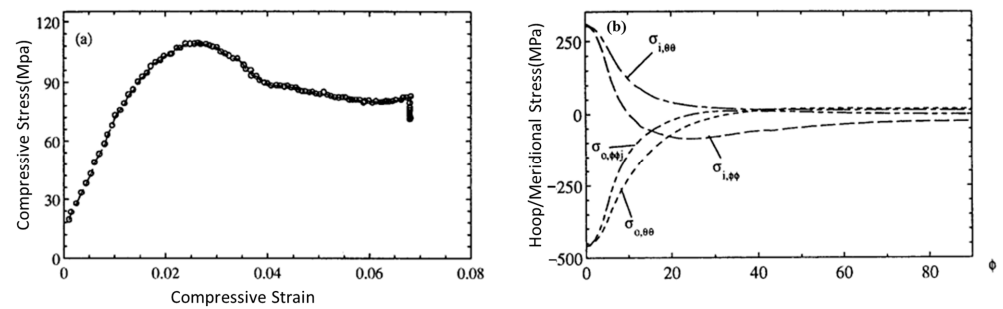 (a)
Compressive Stress(Mpa)
120
90
60
30
0
0
0.02
0.04
0.06
0.08
Compressive Strain
(b)
Hoop/Meridional Stress(MPa)
250
0
−250
−500
σi,θθ
σo,ϕϕj
σi,ϕϕ
σo,θθ
0
20
40
60
80
ϕ